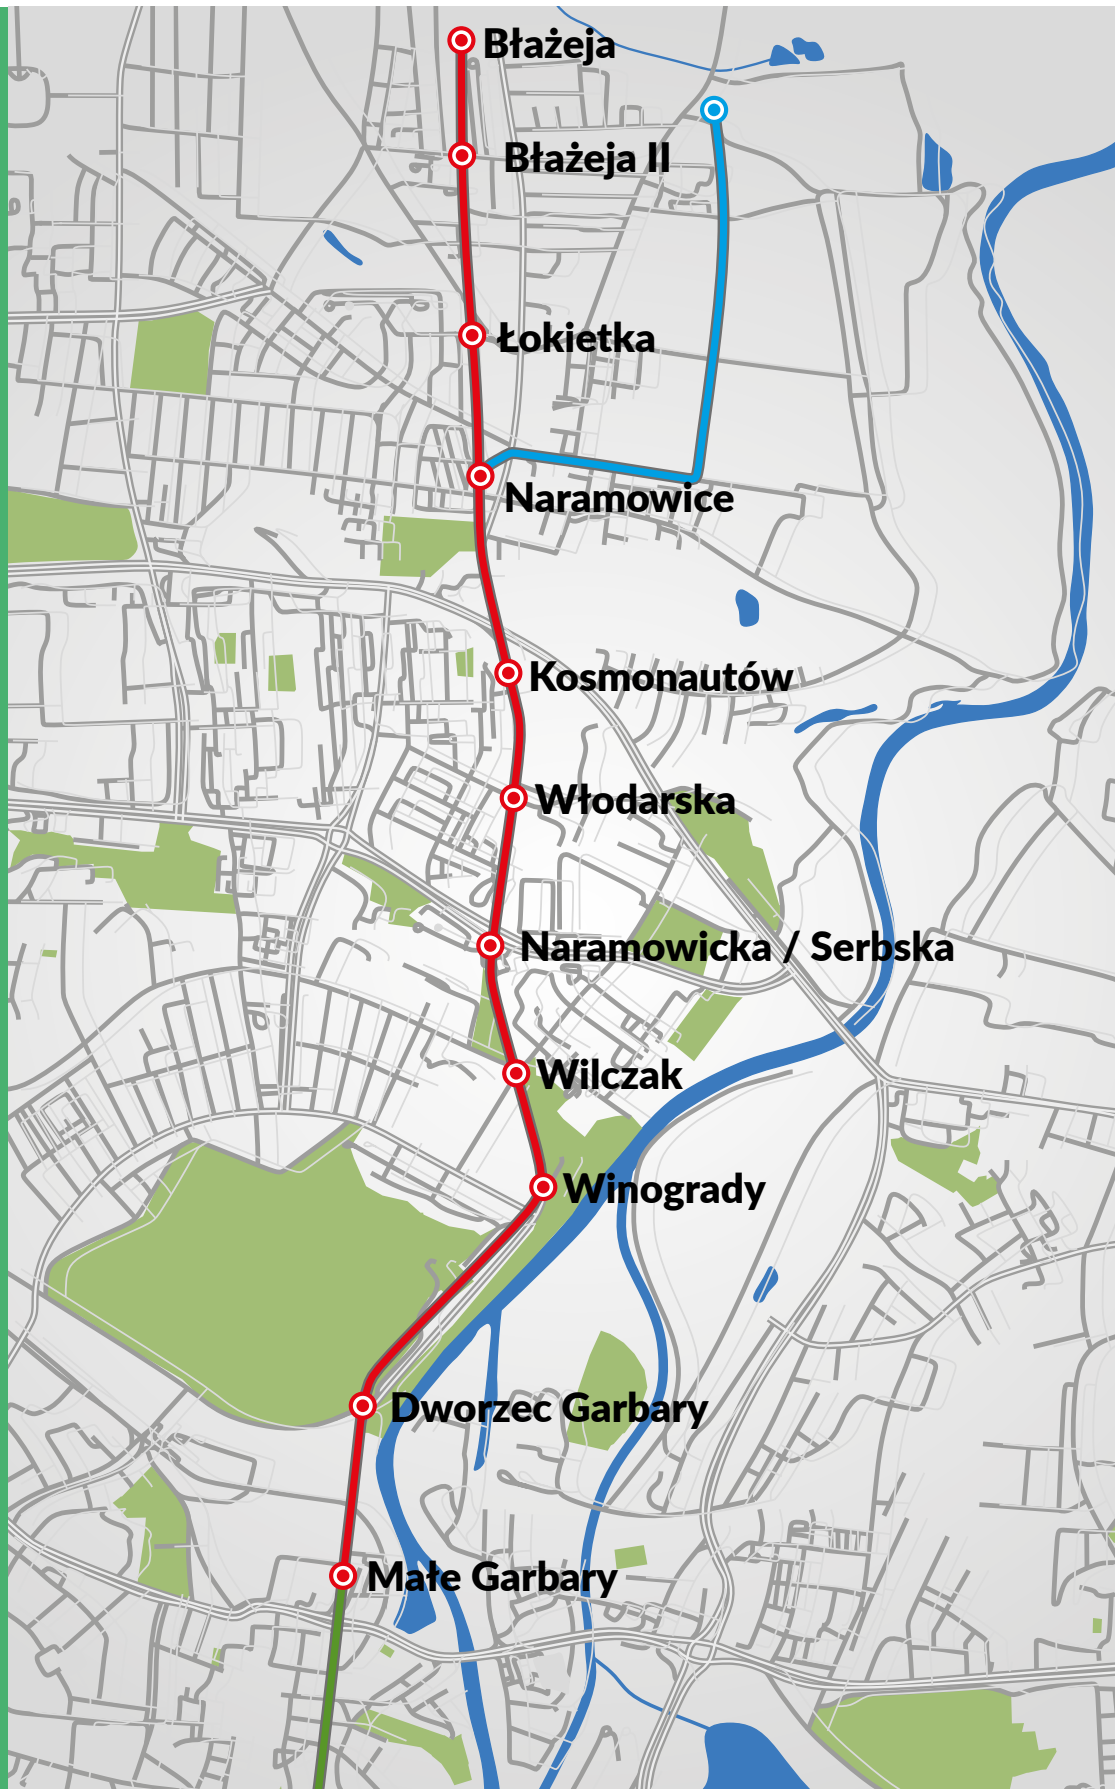 Błażeja
Błażeja II
Łokietka
Naramowice
Kosmonautów
Włodarska
Naramowicka / Serbska
Wilczak
Winogrady
Dworzec Garbary
Małe Garbary